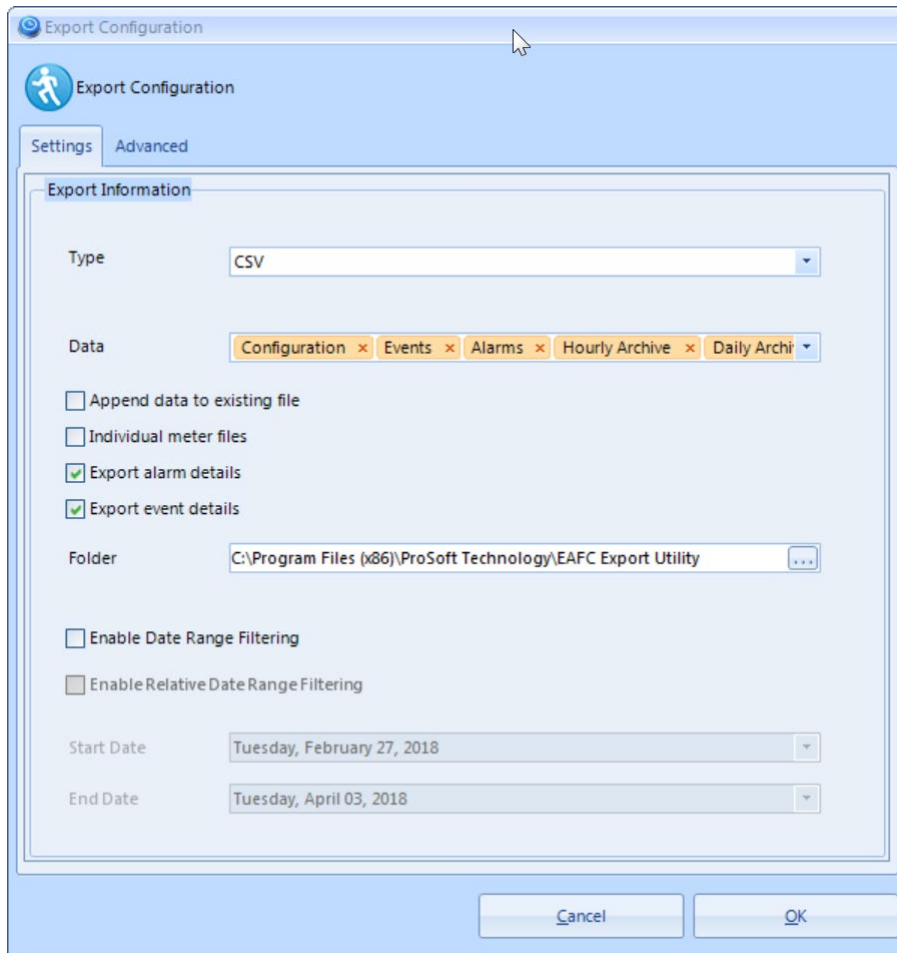 Export Configuration
Export Configuration
Settings Advanced
Export Information
Type CSV
Data Configuration × Events × Alarms × Hourly Archive × Daily Archi
Append data to existing file
Individual meter files
Export alarm details
Export event details
Folder C:\Program Files (x86)\ProSoft Technology\EAFC Export Utility ...
Enable Date Range Filtering
Enable Relative Date Range Filtering
Start Date Tuesday, February 27, 2018
End Date Tuesday, April 03, 2018
Cancel OK